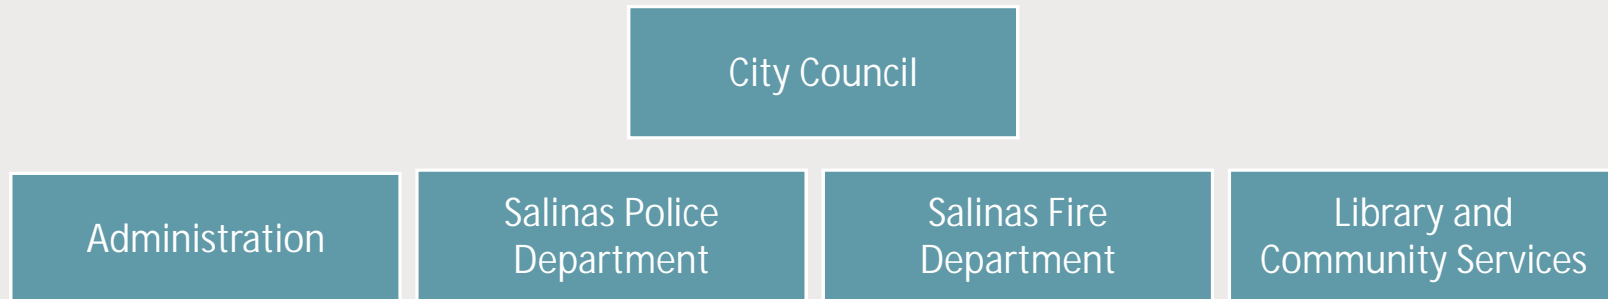 City Council
Administration
Salinas Police
Department
Salinas Fire
Department
Library and
Community Services